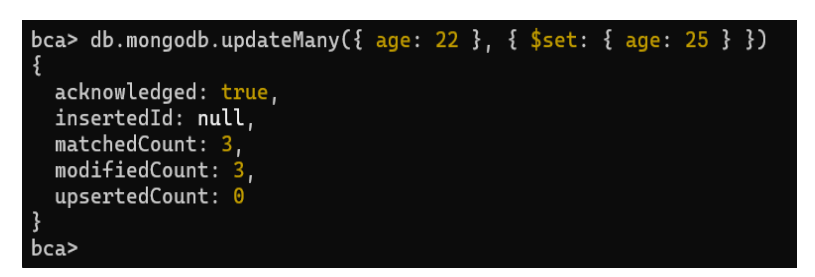 bca> db.mongodb.updateMany({ age: 22 }, { $set: { age: 25 } })
{
  acknowledged: true,
  insertedId: null,
  matchedCount: 3,
  modifiedCount: 3,
  upsertedCount: 0
}
bca>